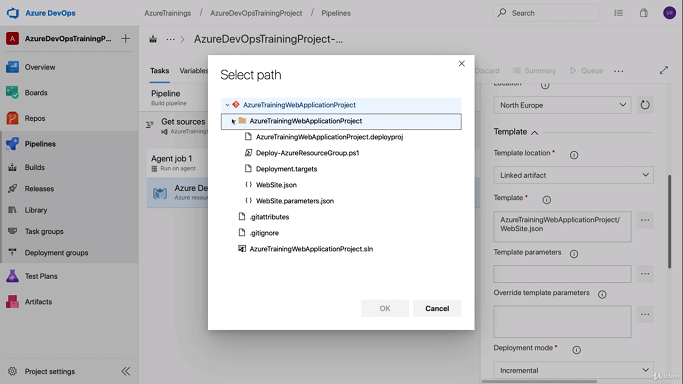 Azure DevOps
AzureTrainings / AzureDevOpsTrainingProject / Pipelines
Search
VK
A
AzureDevOpsTrainingP...
AzureDevOpsTrainingProject-...
Overview
Boards
Repos
Pipelines
Builds
Releases
Library
Task groups
Deployment groups
Test Plans
Artifacts
Project settings
Tasks
Variables
Discard
Summary
Queue
Pipeline
Build pipeline
Get sources
AzureTraining
Agent job 1
Run on agent
Azure De
Azure resour
Select path
AzureTrainingWebApplicationProject
AzureTrainingWebApplicationProject
AzureTrainingWebApplicationProject.deployproj
Deploy-AzureResourceGroup.ps1
Deployment.targets
WebSite.json
WebSite.parameters.json
.gitattributes
.gitignore
AzureTrainingWebApplicationProject.sln
OK
Cancel
Location *
North Europe
Template
Template location *
Linked artifact
Template *
AzureTrainingWebApplicationProject/
WebSite.json
Template parameters
Override template parameters
Deployment mode *
Incremental